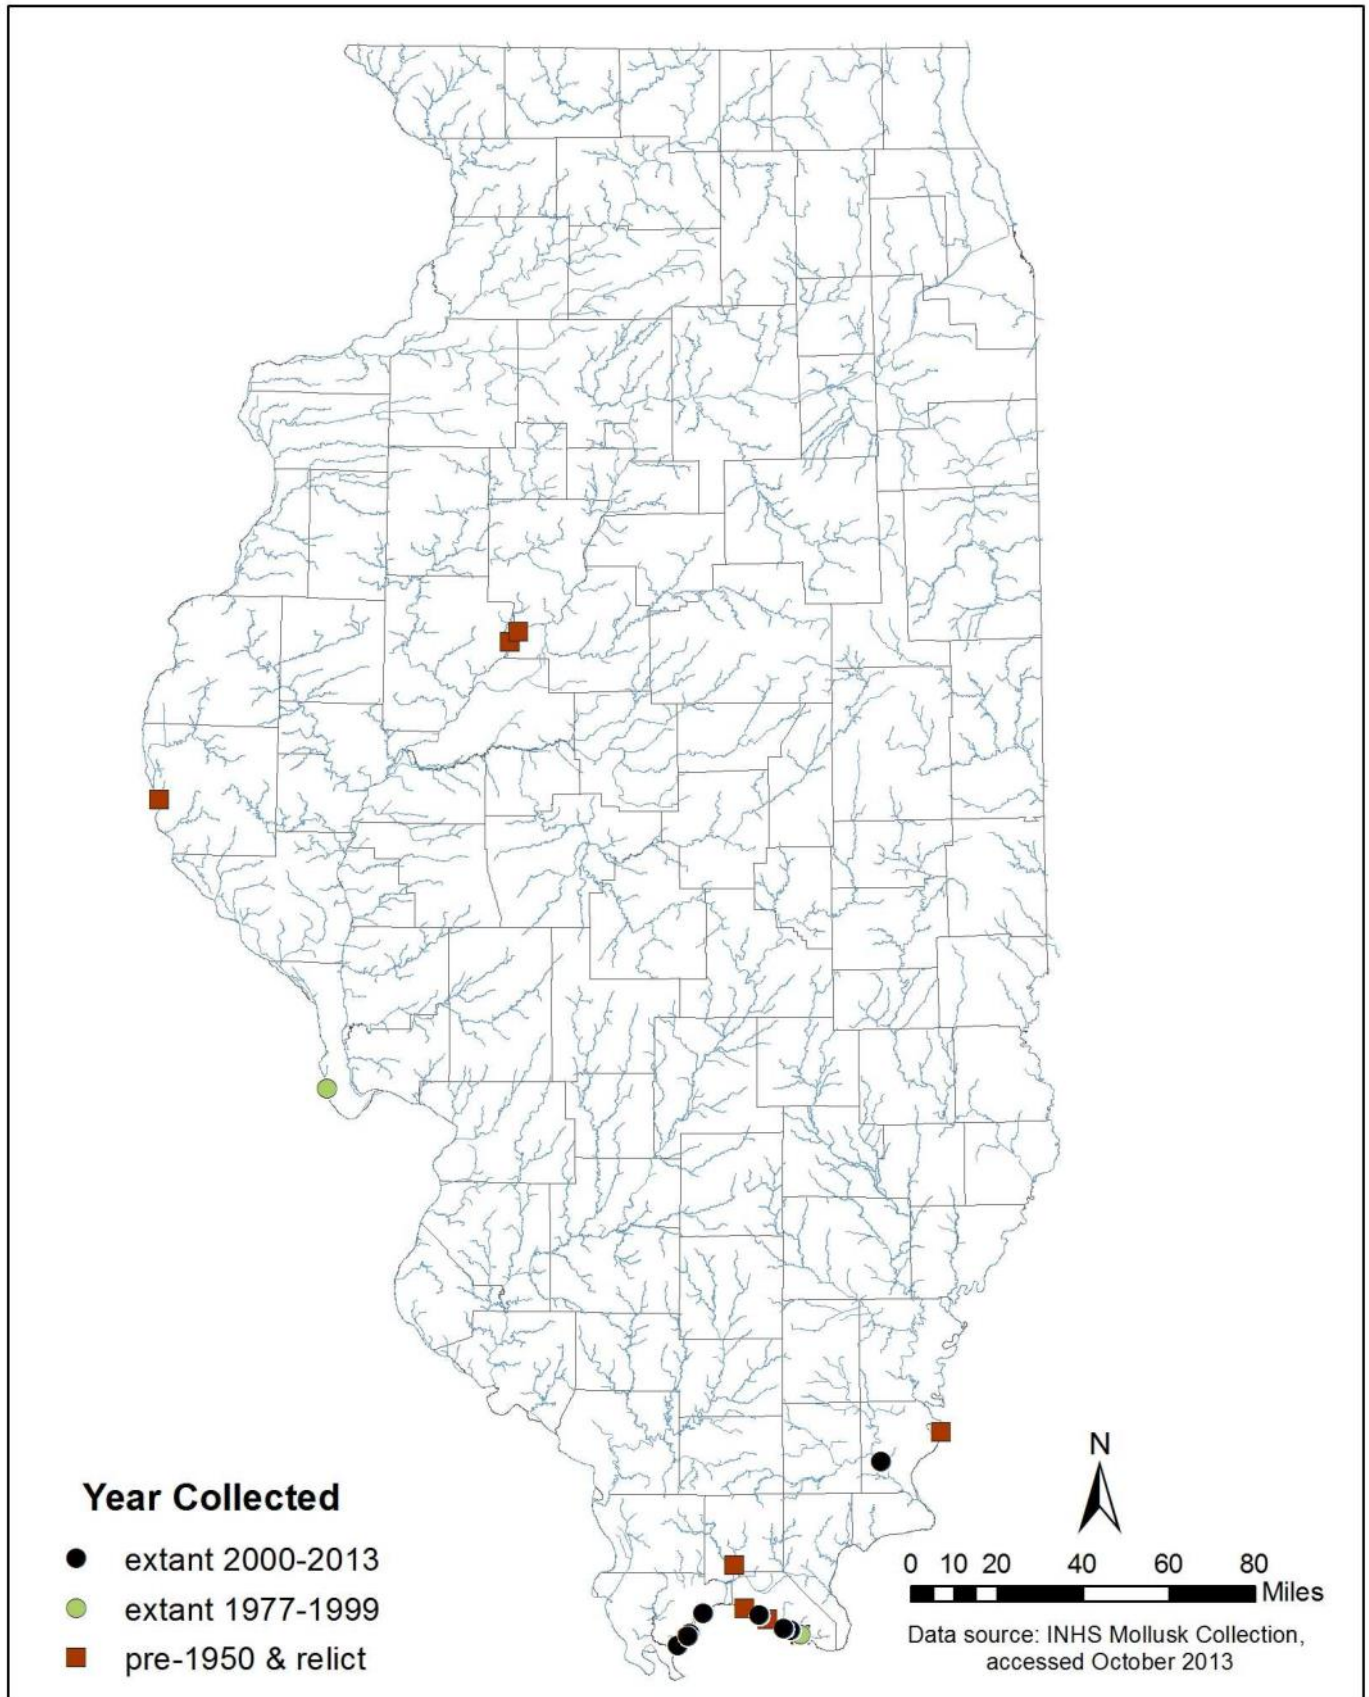 N
0 10 20 40 60 80
Miles
Data source: INHS Mollusk Collection,
accessed October 2013
Year Collected
extant 2000-2013
extant 1977-1999
pre-1950 & relict